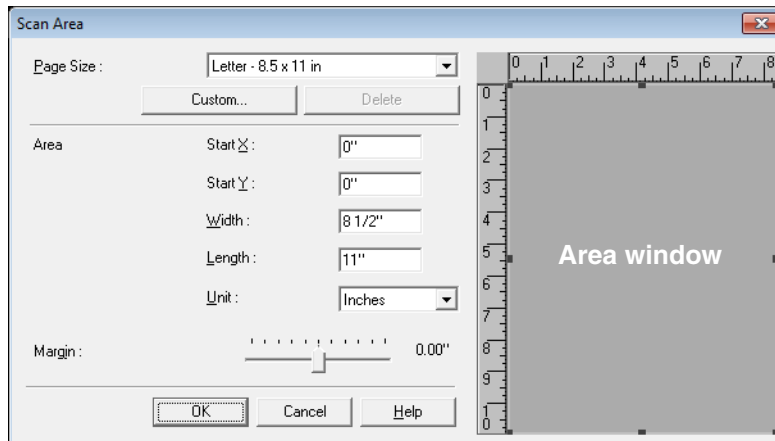 Scan Area
Page Size : Letter - 8.5 x 11 in
Custom... Delete
Area Start X : 0"
Start Y : 0"
Width : 8 1/2"
Length : 11"
Unit : Inches
Margin : 0.00"
OK Cancel Help
0 1 2 3 4 5 6 7 8
0
1
2
3
4
5
6
7
8
9
10
Area window